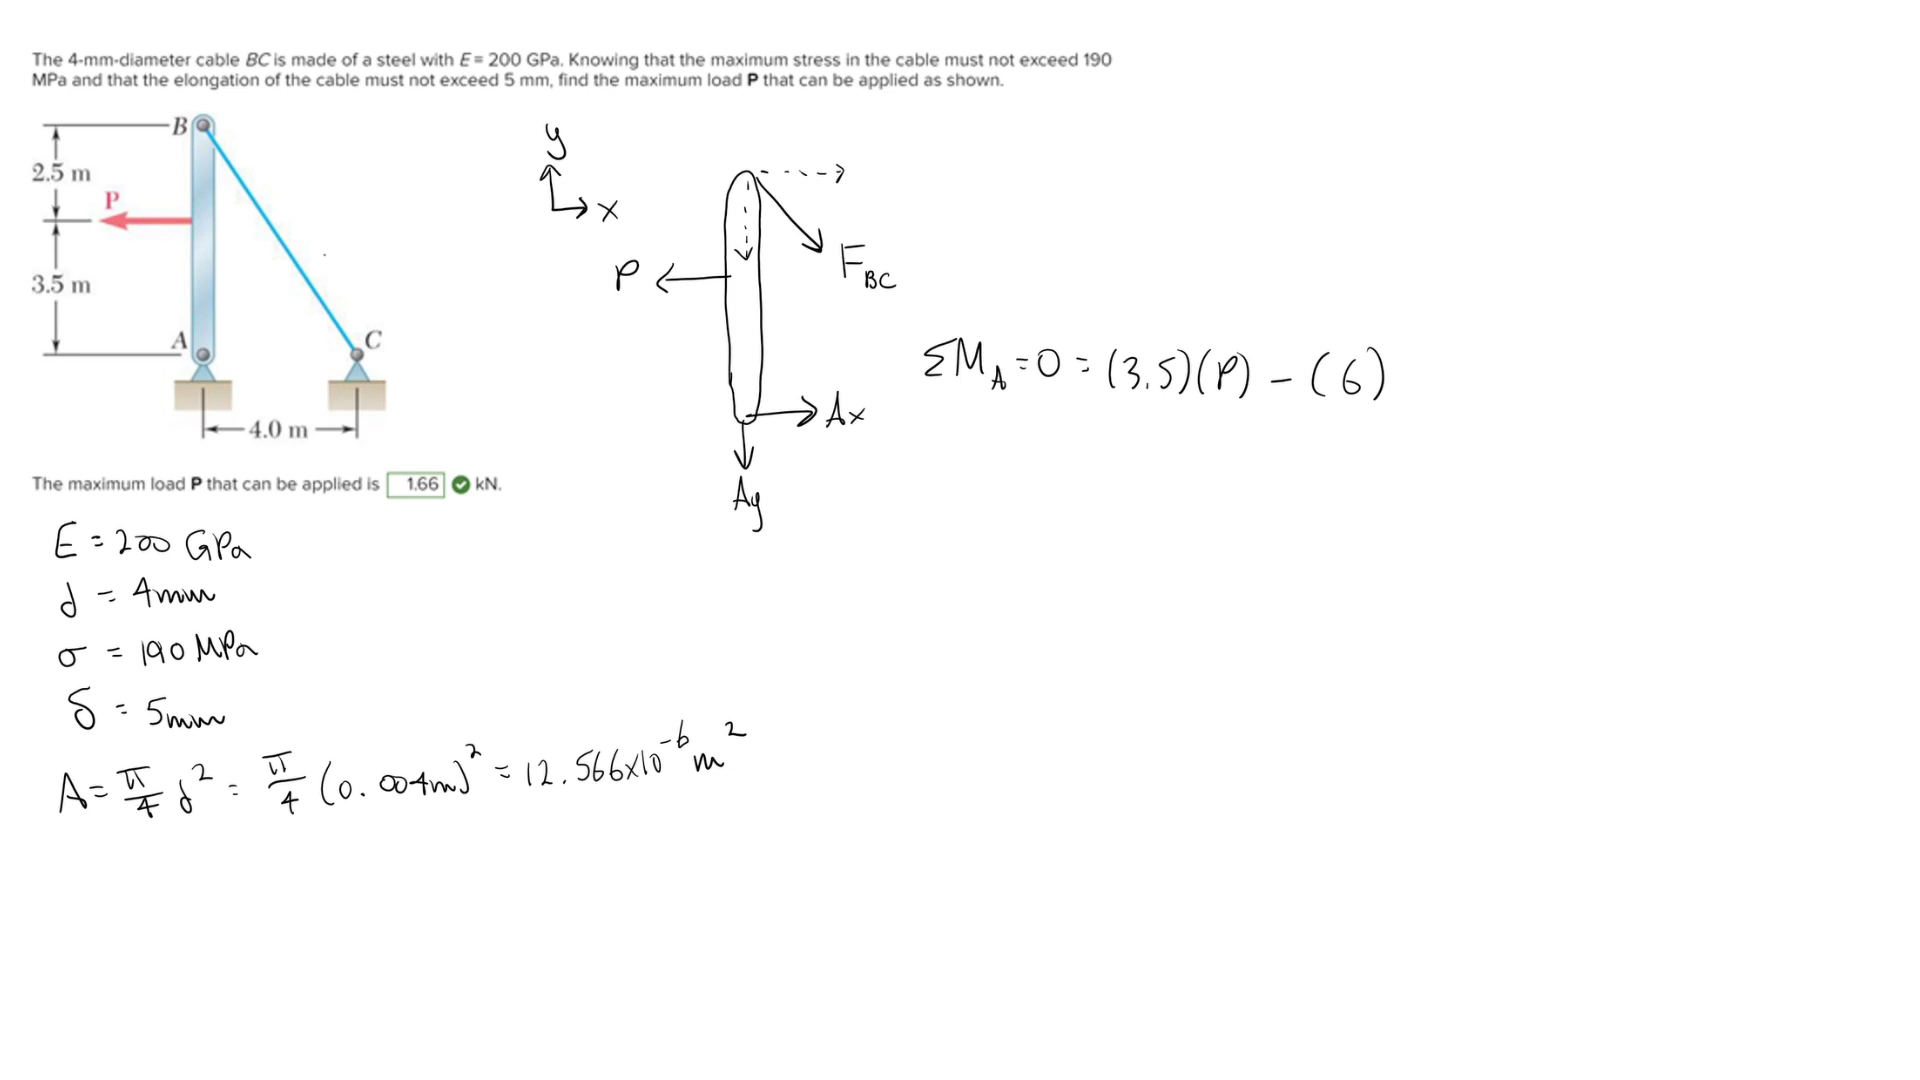 The 4-mm-diameter cable BC is made of a steel with E = 200 GPa. Knowing that the maximum stress in the cable must not exceed 190
MPa and that the elongation of the cable must not exceed 5 mm, find the maximum load P that can be applied as shown.
B
2.5 m
P
3.5 m
A
C
4.0 m
y
x
P
F_BC
Ax
Ay
ΣM_A = 0 = (3.5)(P) - (6)
The maximum load P that can be applied is 1.66 kN.
E = 200 GPa
d = 4mm
σ = 190 MPa
δ = 5mm
A = π/4 d² = π/4 (0.004m)² = 12.566x10⁻⁶ m²